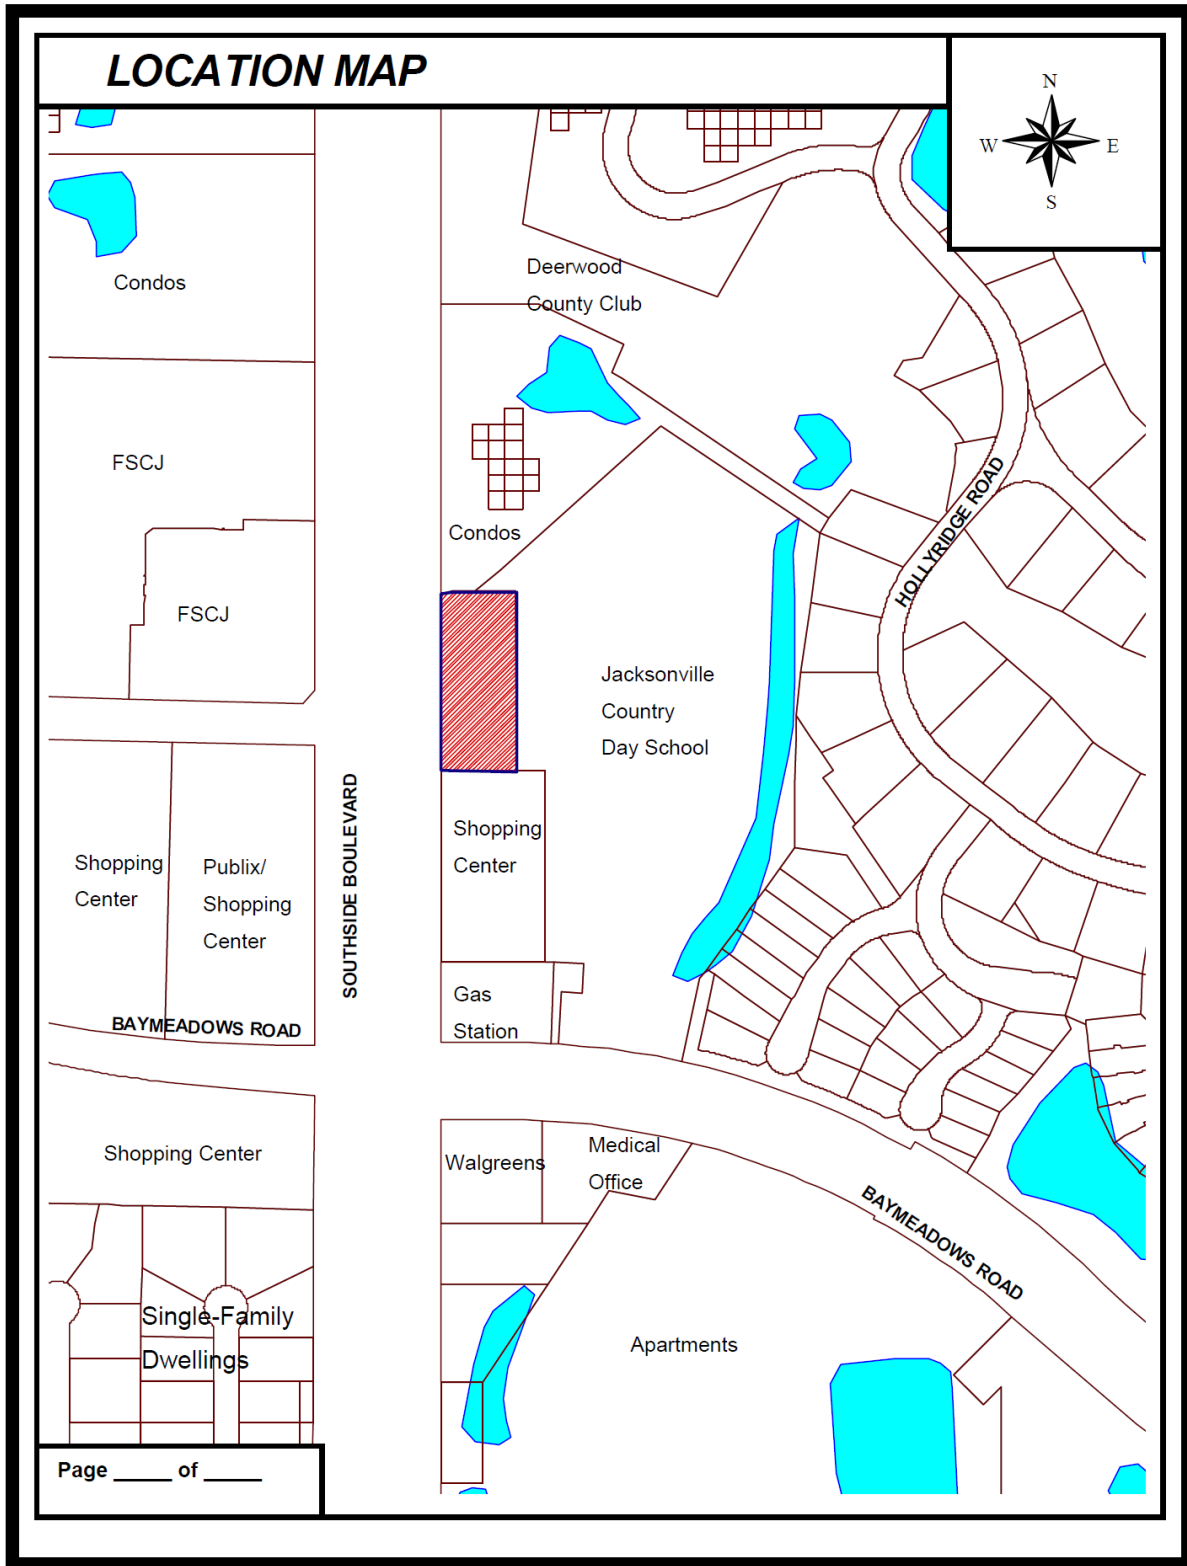 LOCATION MAP
N
W
E
S
Condos
Deerwood
County Club
FSCJ
Condos
FSCJ
HOLLYRIDGE ROAD
Jacksonville
Country
Day School
SOUTHSIDE BOULEVARD
Shopping
Center
Shopping
Center
Publix/
Shopping
Center
Gas
Station
BAYMEADOWS ROAD
Shopping Center
Walgreens
Medical
Office
BAYMEADOWS ROAD
Single-Family
Dwellings
Apartments
Page _____ of _____